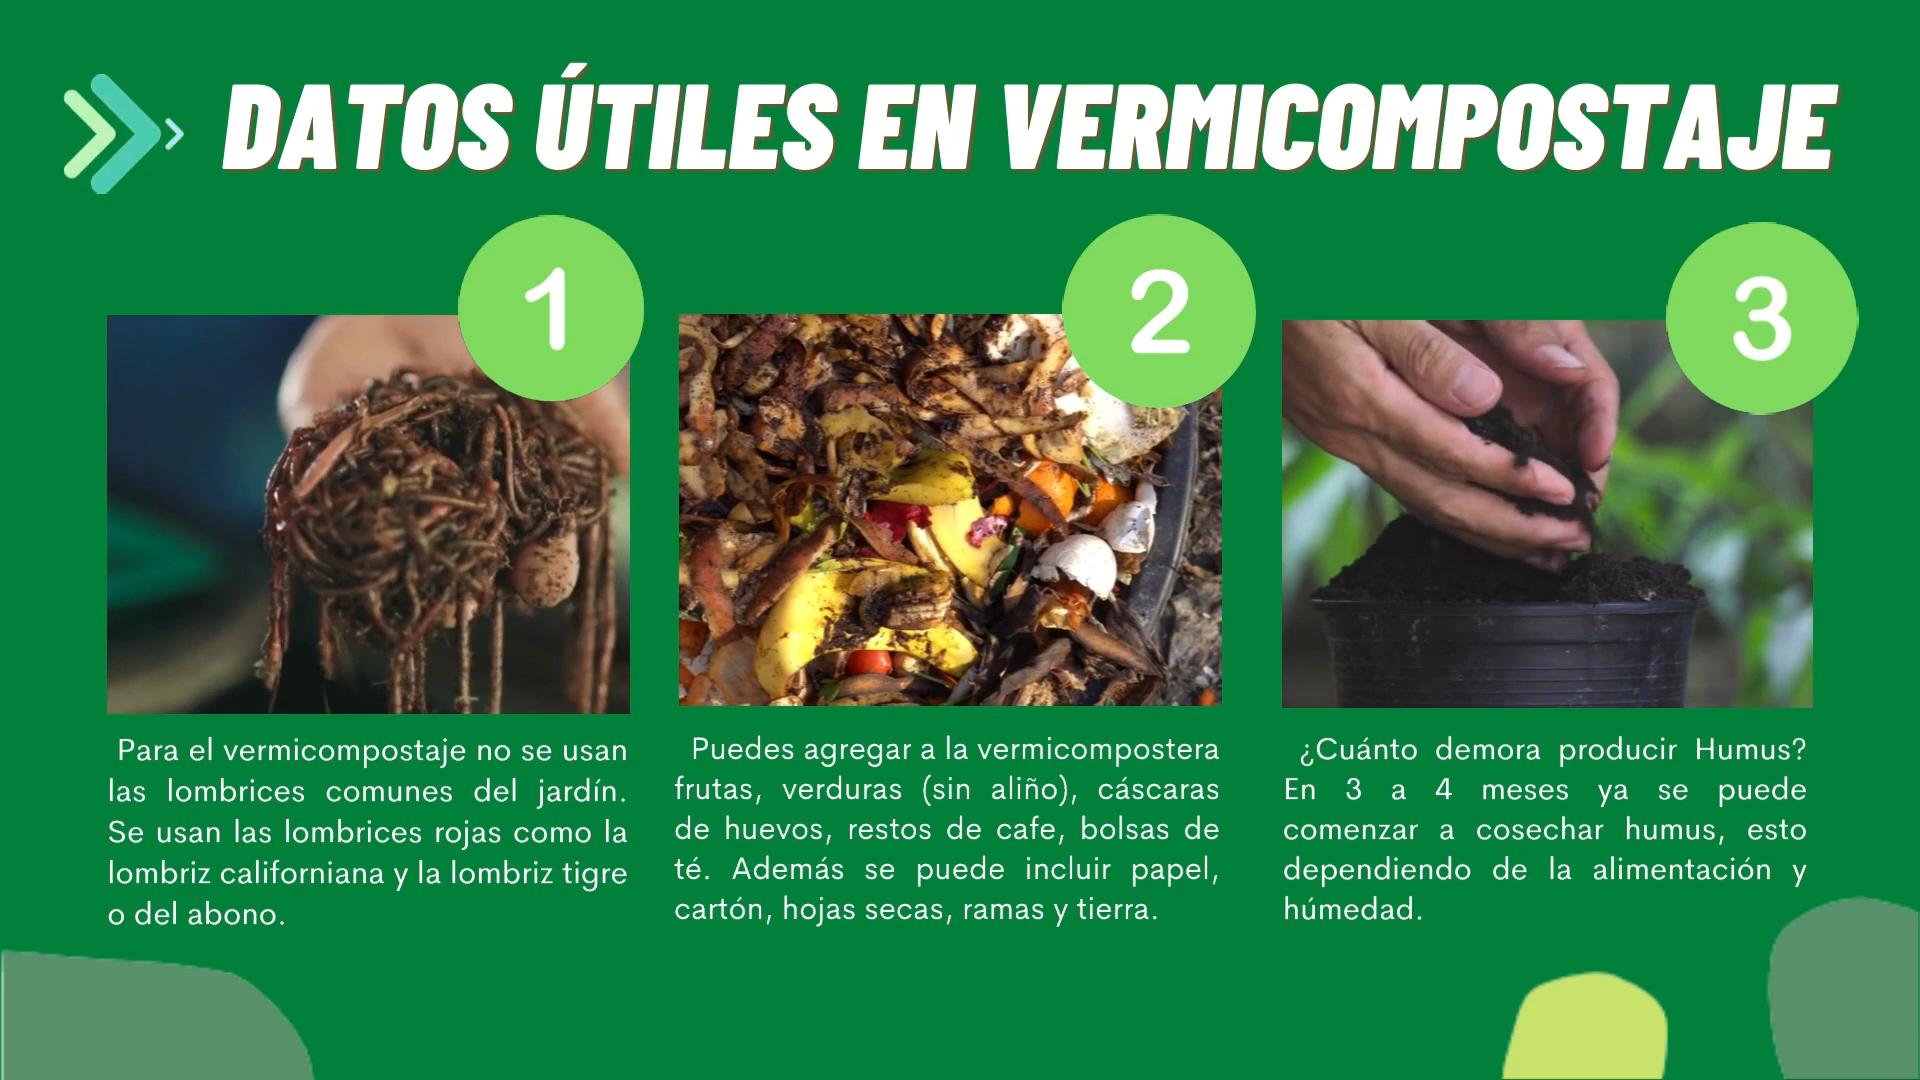 DATOS ÚTILES EN VERMICOMPOSTAJE
1
Para el vermicompostaje no se usan
las lombrices comunes del jardín.
Se usan las lombrices rojas como la
lombriz californiana y la lombriz tigre
o del abono.
2
Puedes agregar a la vermicompostera
frutas, verduras (sin aliño), cáscaras
de huevos, restos de cafe, bolsas de
té. Además se puede incluir papel,
cartón, hojas secas, ramas y tierra.
3
¿Cuánto demora producir Humus?
En 3 a 4 meses ya se puede
comenzar a cosechar humus, esto
dependiendo de la alimentación y
húmedad.